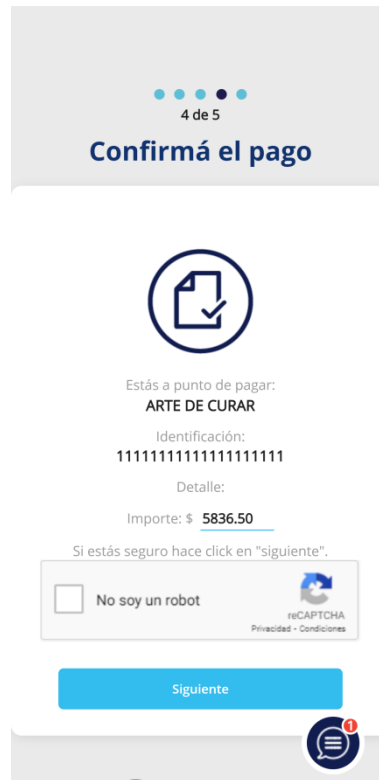 4 de 5
Confirmá el pago
Estás a punto de pagar:
ARTE DE CURAR
Identificación:
1111111111111111111
Detalle:
Importe: $ 5836.50
Si estás seguro hace click en "siguiente".
No soy un robot
reCAPTCHA
Privacidad - Condiciones
Siguiente
1